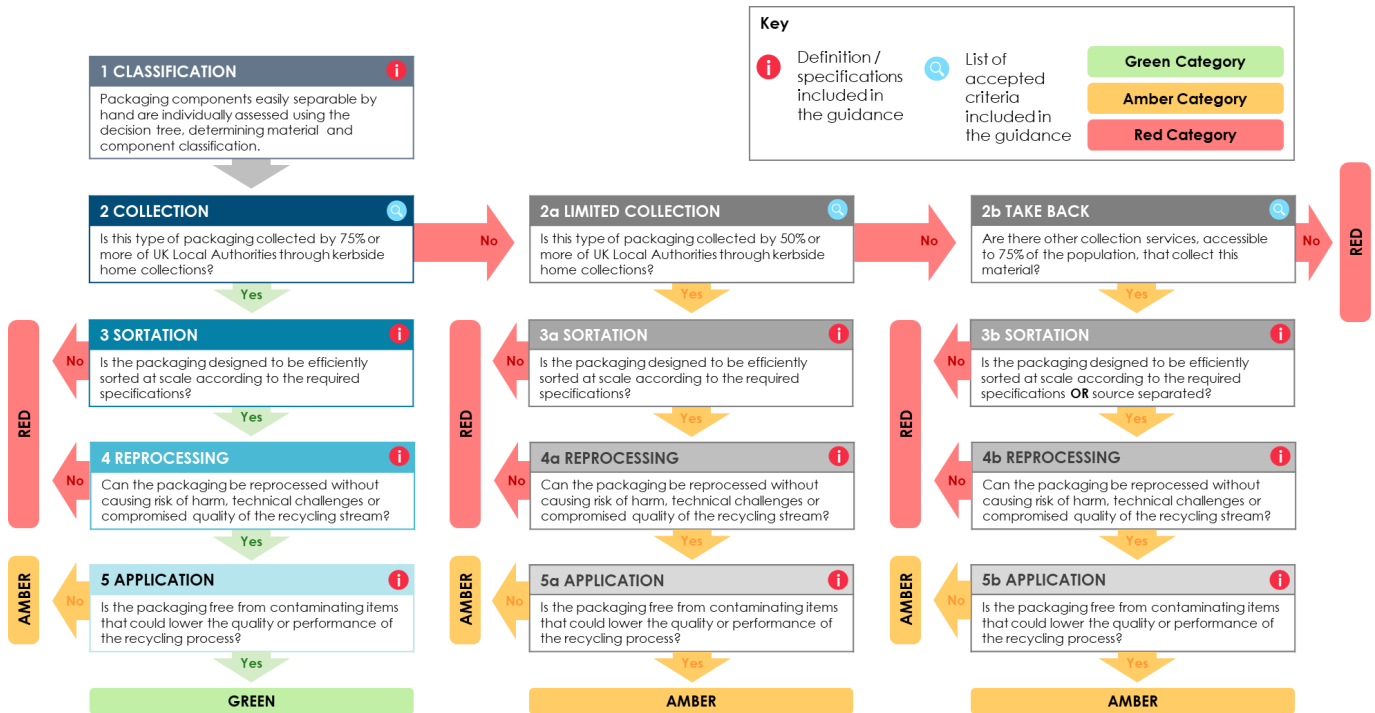 Key
Definition /
specifications
included in
the guidance
List of
accepted
criteria
included in
the guidance
Green Category
Amber Category
Red Category
1 CLASSIFICATION
Packaging components easily separable by
hand are individually assessed using the
decision tree, determining material and
component classification.
2 COLLECTION
Is this type of packaging collected by 75% or
more of UK Local Authorities through kerbside
home collections?
No
Yes
2a LIMITED COLLECTION
Is this type of packaging collected by 50% or
more of UK Local Authorities through kerbside
home collections?
No
Yes
2b TAKE BACK
Are there other collection services, accessible
to 75% of the population, that collect this
material?
No
RED
Yes
3 SORTATION
Is the packaging designed to be efficiently
sorted at scale according to the required
specifications?
No
RED
Yes
3a SORTATION
Is the packaging designed to be efficiently
sorted at scale according to the required
specifications?
No
RED
Yes
3b SORTATION
Is the packaging designed to be efficiently
sorted at scale according to the required
specifications OR source separated?
No
RED
Yes
4 REPROCESSING
Can the packaging be reprocessed without
causing risk of harm, technical challenges or
compromised quality of the recycling stream?
No
Yes
4a REPROCESSING
Can the packaging be reprocessed without
causing risk of harm, technical challenges or
compromised quality of the recycling stream?
No
Yes
4b REPROCESSING
Can the packaging be reprocessed without
causing risk of harm, technical challenges or
compromised quality of the recycling stream?
No
Yes
5 APPLICATION
Is the packaging free from contaminating items
that could lower the quality or performance of
the recycling process?
No
AMBER
Yes
GREEN
5a APPLICATION
Is the packaging free from contaminating items
that could lower the quality or performance of
the recycling process?
No
AMBER
Yes
AMBER
5b APPLICATION
Is the packaging free from contaminating items
that could lower the quality or performance of
the recycling process?
No
AMBER
Yes
AMBER